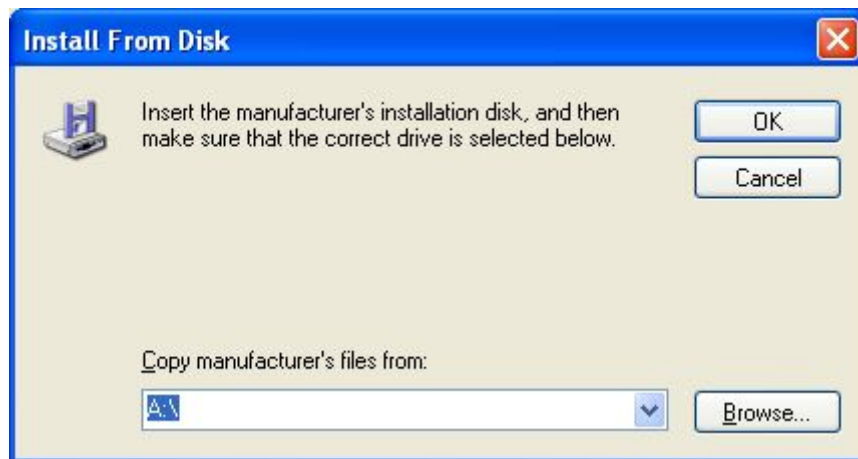 Install From Disk
Insert the manufacturer's installation disk, and then
make sure that the correct drive is selected below.
OK
Cancel
Copy manufacturer's files from:
A:\
Browse...